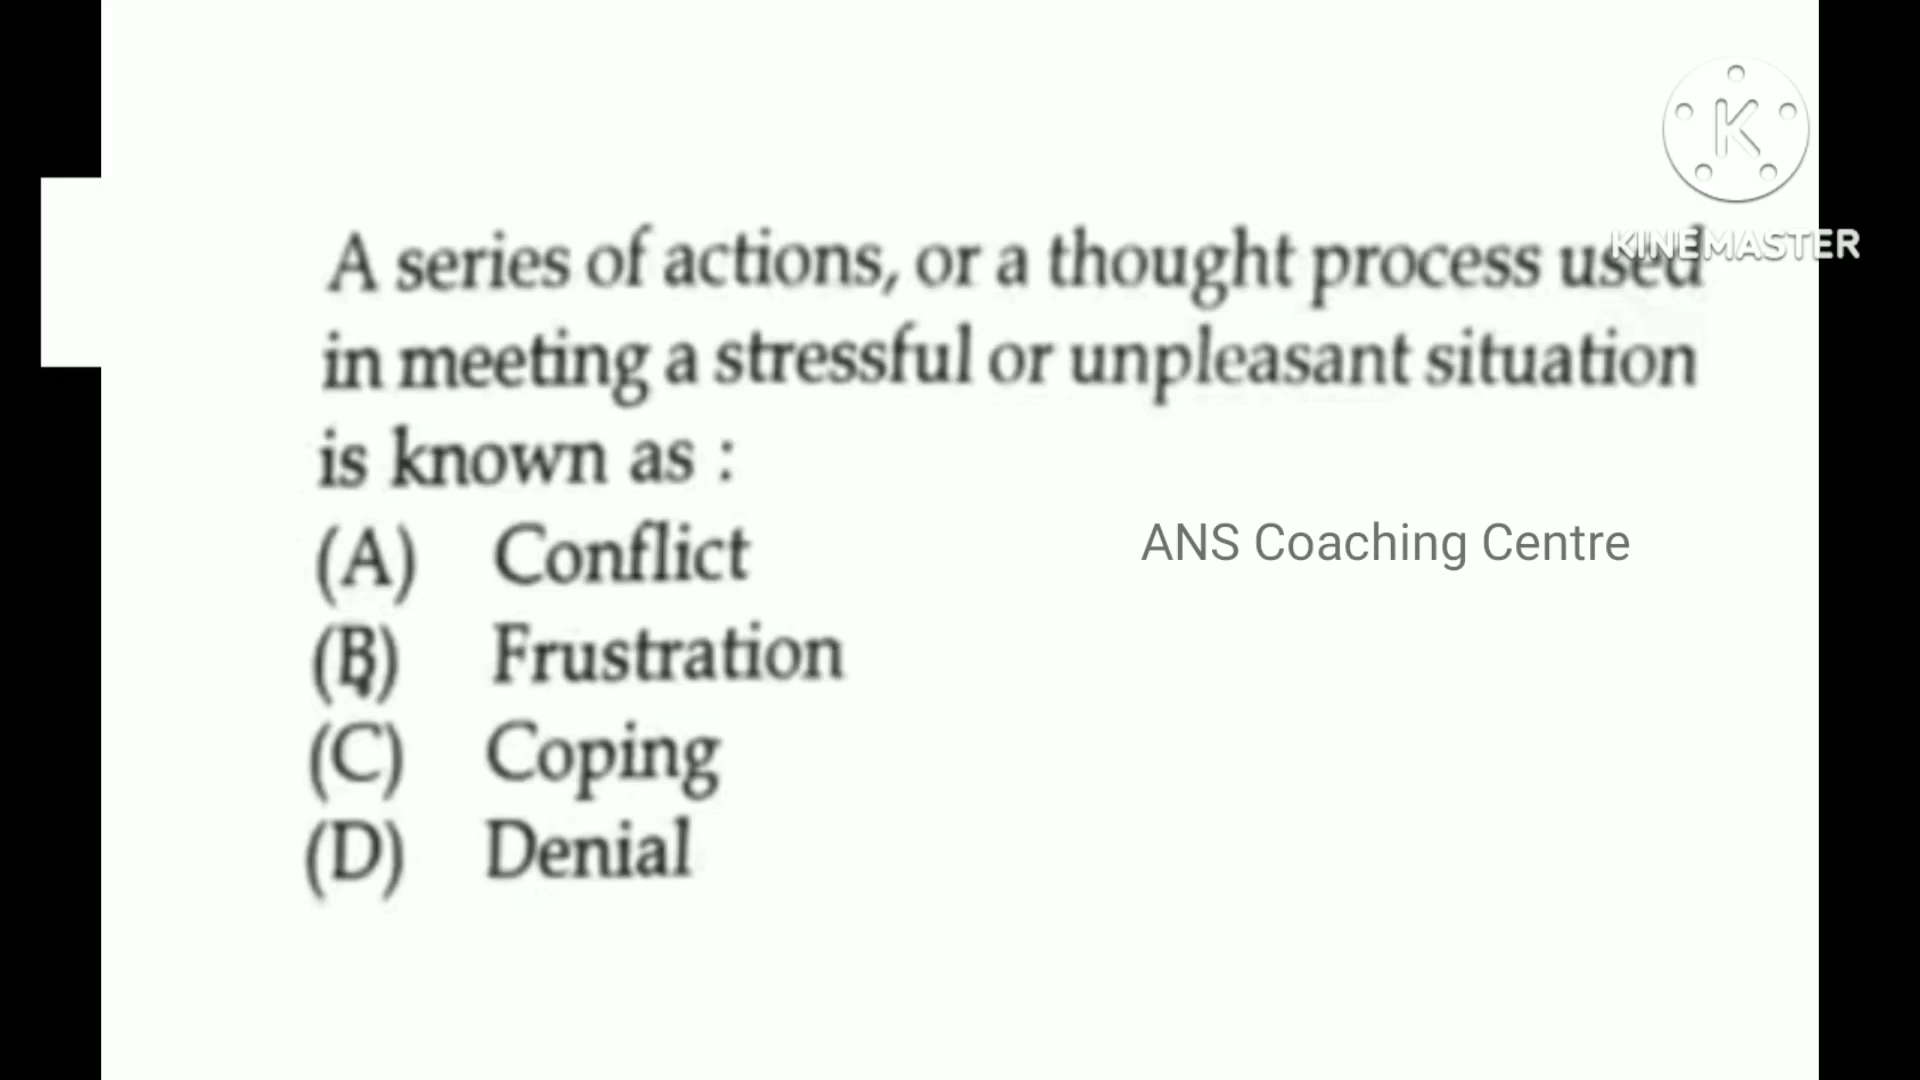 K
KINEMASTER
A series of actions, or a thought process used
in meeting a stressful or unpleasant situation
is known as :
(A) Conflict
ANS Coaching Centre
(B) Frustration
(C) Coping
(D) Denial